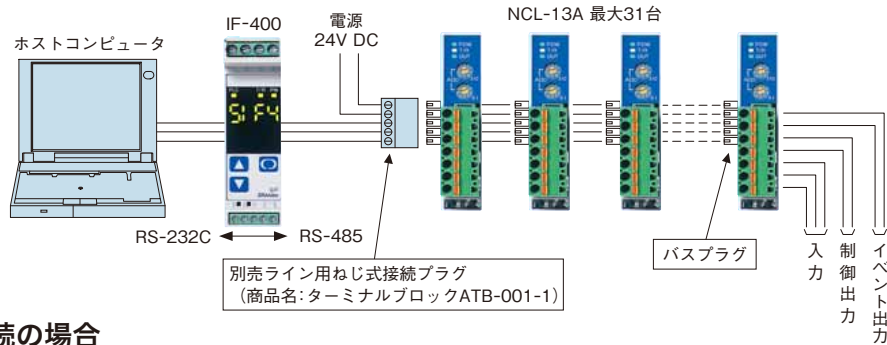 ホストコンピュータ
IF-400
電源
24V DC
NCL-13A 最大31台
RS-232C
RS-485
別売ライン用ねじ式接続プラグ
（商品名：ターミナルブロックATB-001-1）
バスプラグ
入力
制御出力
イベント出力
続の場合